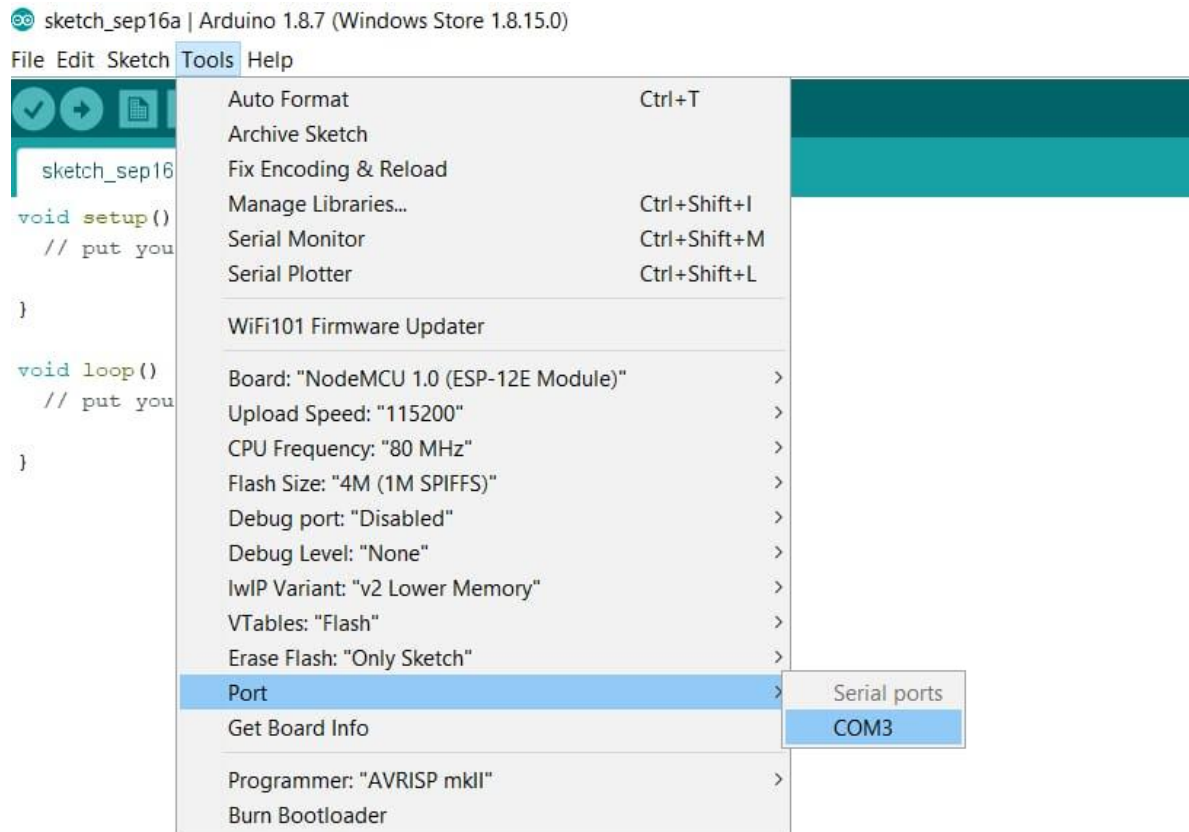 sketch_sep16a | Arduino 1.8.7 (Windows Store 1.8.15.0)
File Edit Sketch Tools Help
sketch_sep16
void setup()
// put you
}
void loop()
// put you
}
Auto Format Ctrl+T
Archive Sketch
Fix Encoding & Reload
Manage Libraries... Ctrl+Shift+I
Serial Monitor Ctrl+Shift+M
Serial Plotter Ctrl+Shift+L
WiFi101 Firmware Updater
Board: "NodeMCU 1.0 (ESP-12E Module)"
Upload Speed: "115200"
CPU Frequency: "80 MHz"
Flash Size: "4M (1M SPIFFS)"
Debug port: "Disabled"
Debug Level: "None"
lwIP Variant: "v2 Lower Memory"
VTables: "Flash"
Erase Flash: "Only Sketch"
Port
Serial ports
COM3
Get Board Info
Programmer: "AVRISP mkII"
Burn Bootloader